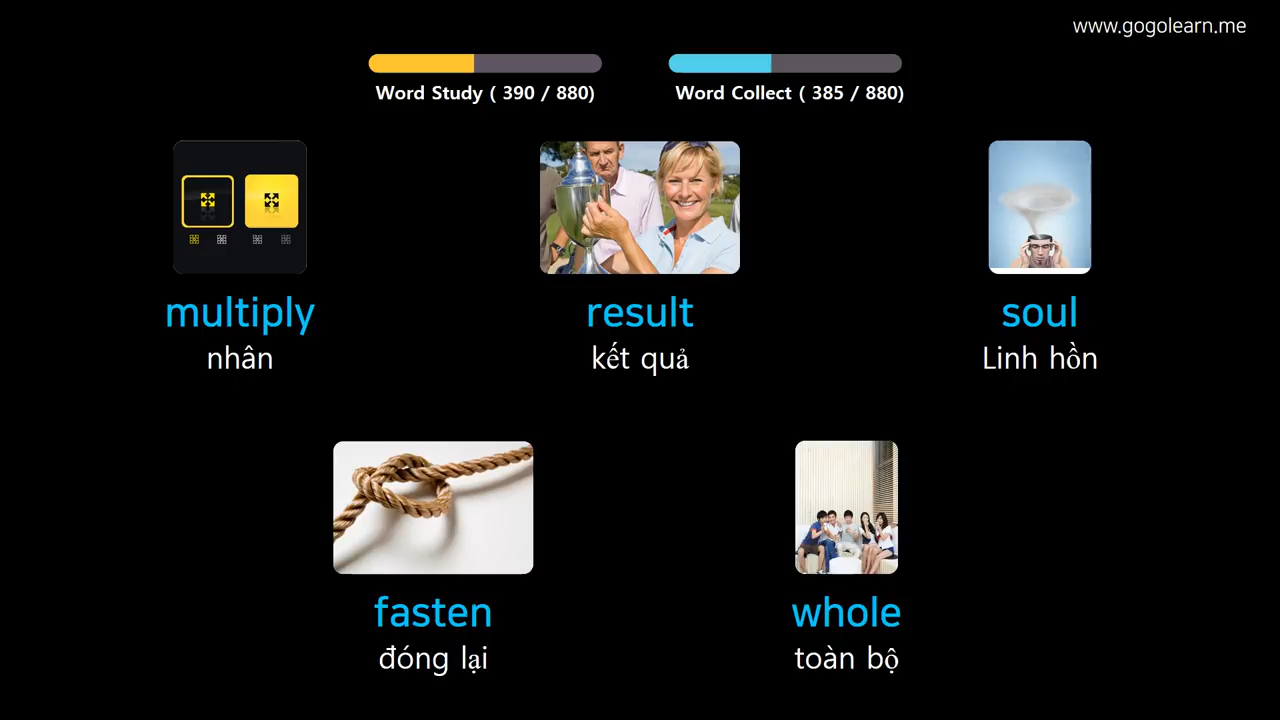 www.gogolearn.me
Word Study ( 390 / 880)
Word Collect ( 385 / 880)
multiply
nhân
result
kết quả
soul
Linh hồn
fasten
đóng lại
whole
toàn bộ